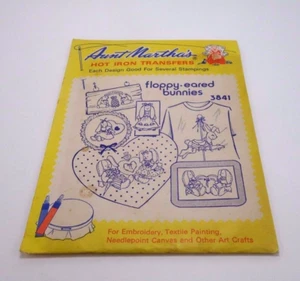 Aunt Martha's
HOT IRON TRANSFERS
Each Design Good For Several Stampings
floppy-eared
bunnies
3841
For Embroidery, Textile Painting,
Needlepoint Canvas and Other Art Crafts